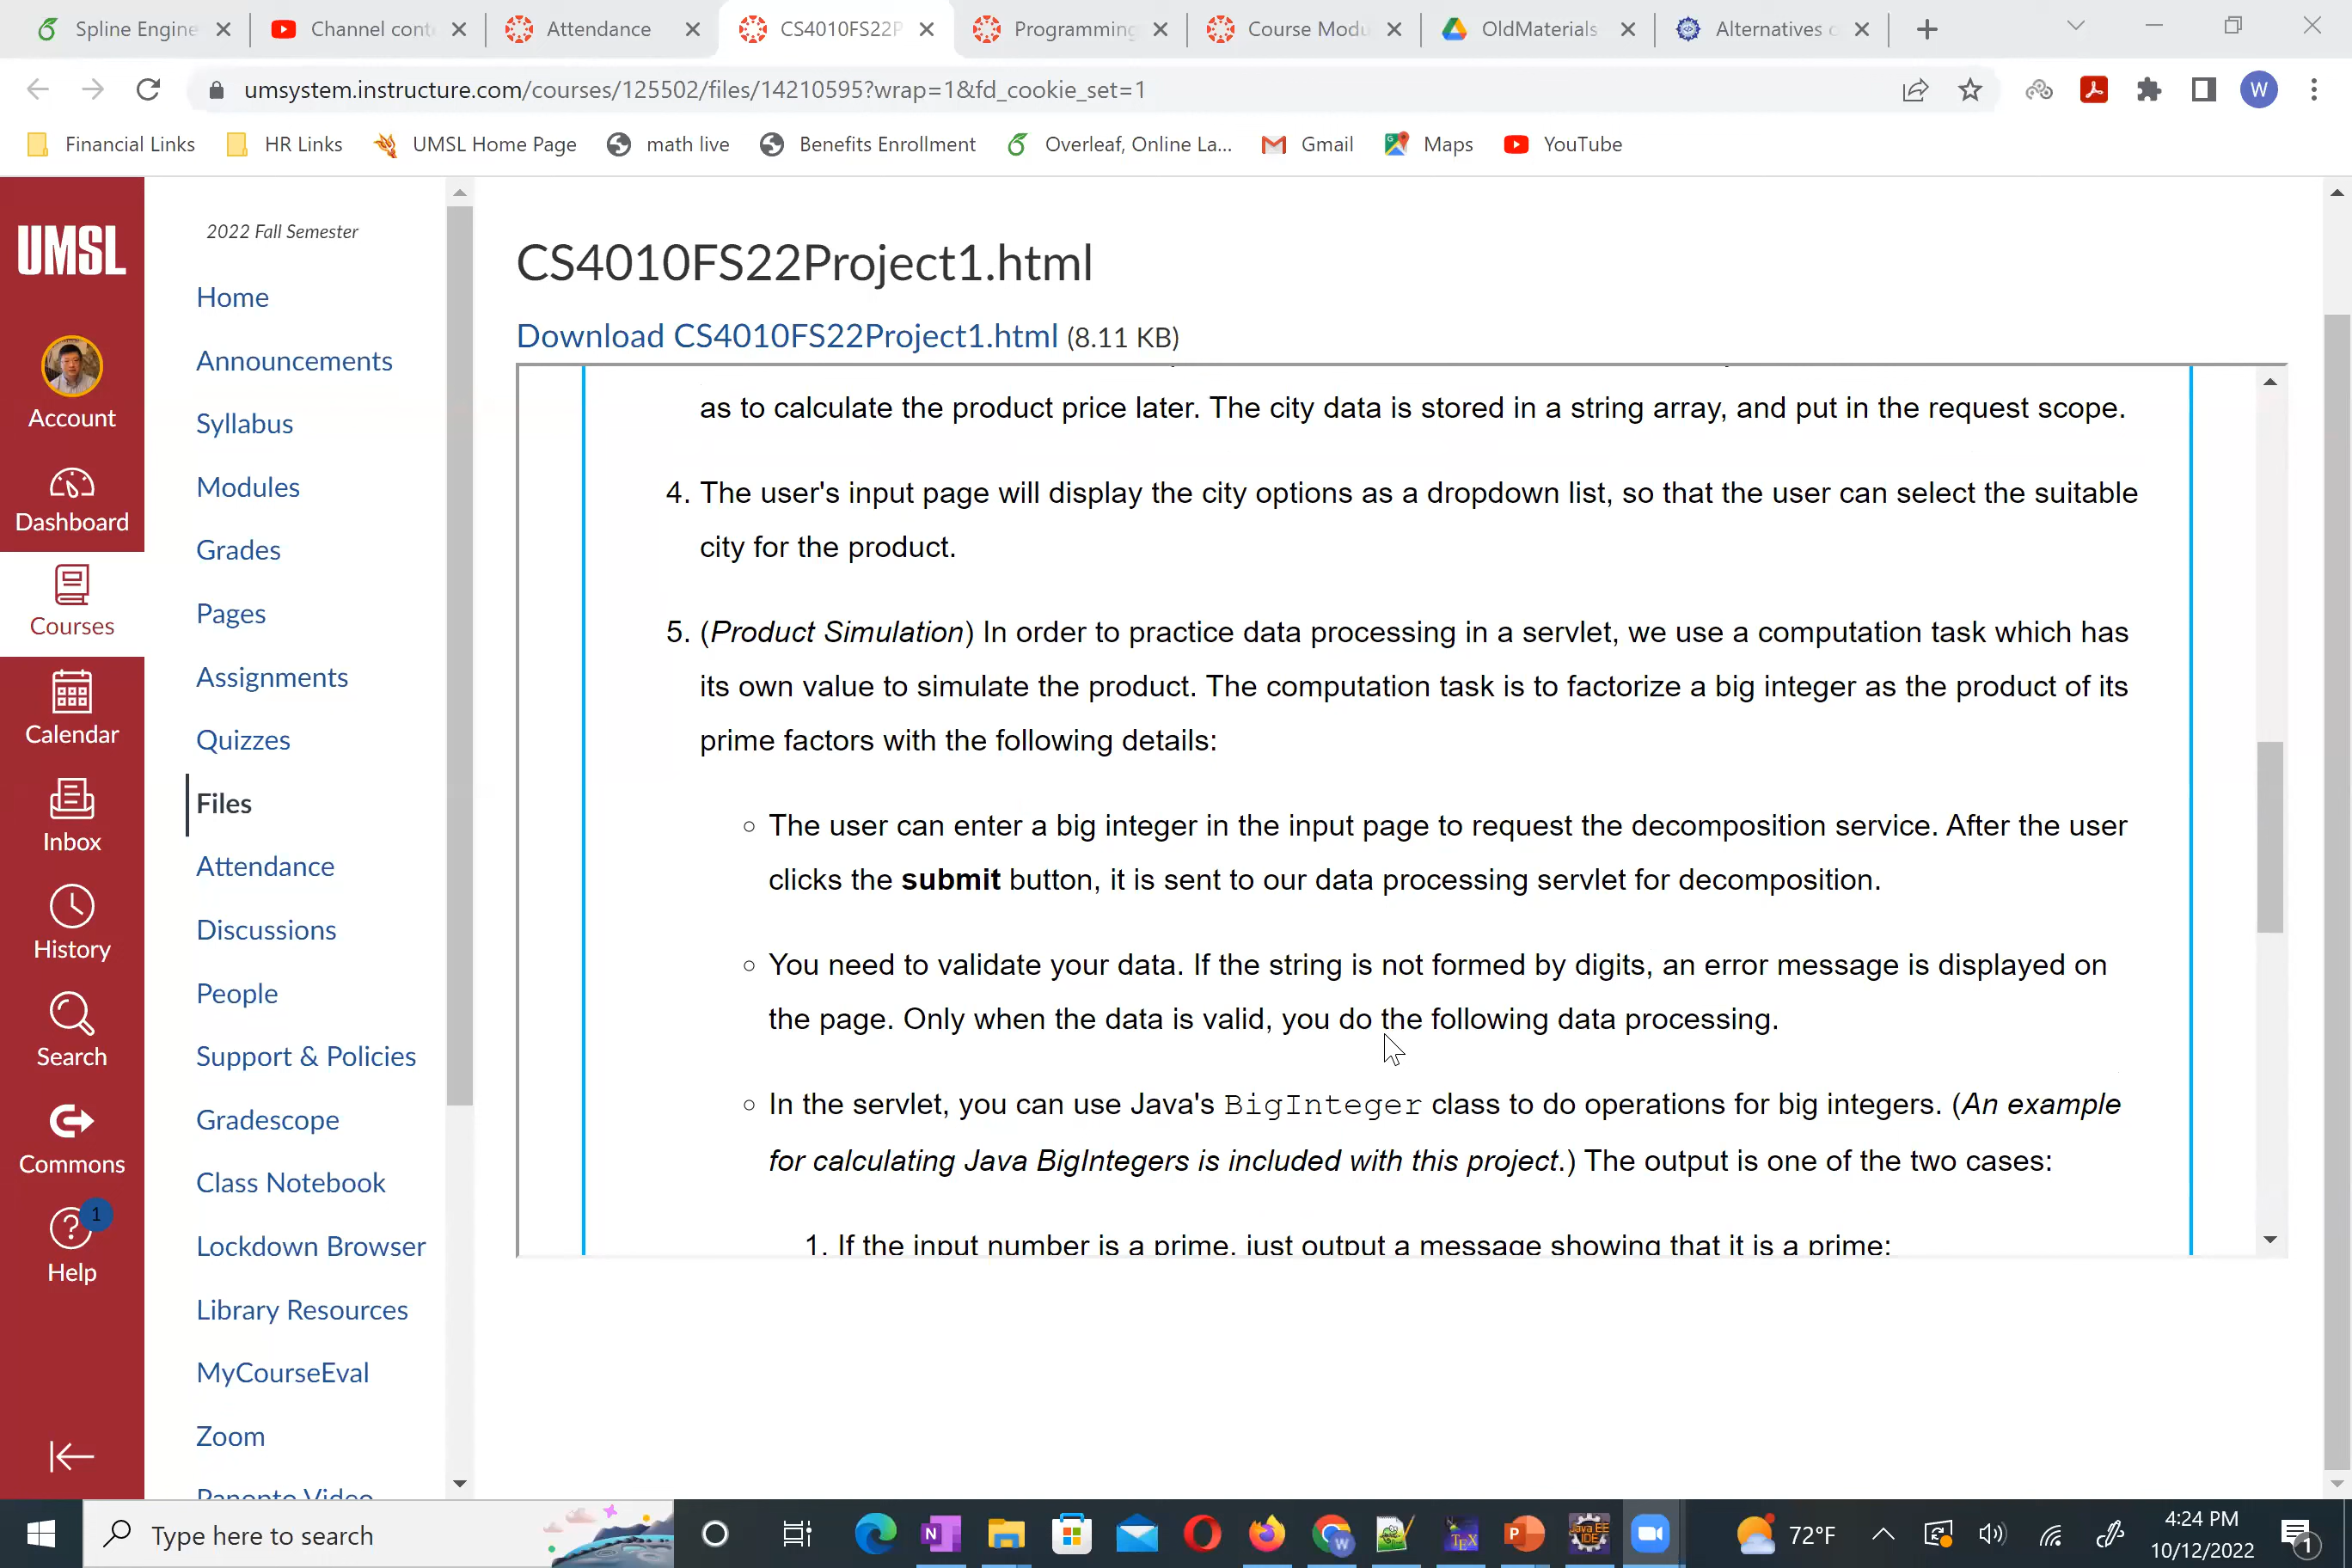 Spline Engine
Channel cont
Attendance
CS4010FS22P
Programming
Course Modu
OldMaterials
Alternatives c
umsystem.instructure.com/courses/125502/files/14210595?wrap=1&fd_cookie_set=1
W
Financial Links
HR Links
UMSL Home Page
math live
Benefits Enrollment
Overleaf, Online La...
Gmail
Maps
YouTube
UMSL
Account
Dashboard
Courses
Calendar
Inbox
History
Search
Commons
1
Help
2022 Fall Semester
Home
Announcements
Syllabus
Modules
Grades
Pages
Assignments
Quizzes
Files
Attendance
Discussions
People
Support & Policies
Gradescope
Class Notebook
Lockdown Browser
Library Resources
MyCourseEval
Zoom
Panopto Video
CS4010FS22Project1.html
Download CS4010FS22Project1.html (8.11 KB)
as to calculate the product price later. The city data is stored in a string array, and put in the request scope.
4. The user's input page will display the city options as a dropdown list, so that the user can select the suitable
city for the product.
5. (Product Simulation) In order to practice data processing in a servlet, we use a computation task which has
its own value to simulate the product. The computation task is to factorize a big integer as the product of its
prime factors with the following details:
The user can enter a big integer in the input page to request the decomposition service. After the user
clicks the submit button, it is sent to our data processing servlet for decomposition.
You need to validate your data. If the string is not formed by digits, an error message is displayed on
the page. Only when the data is valid, you do the following data processing.
In the servlet, you can use Java's BigInteger class to do operations for big integers. (An example
for calculating Java BigIntegers is included with this project.) The output is one of the two cases:
1. If the input number is a prime, just output a message showing that it is a prime:
Type here to search
72°F
4:24 PM
10/12/2022
1